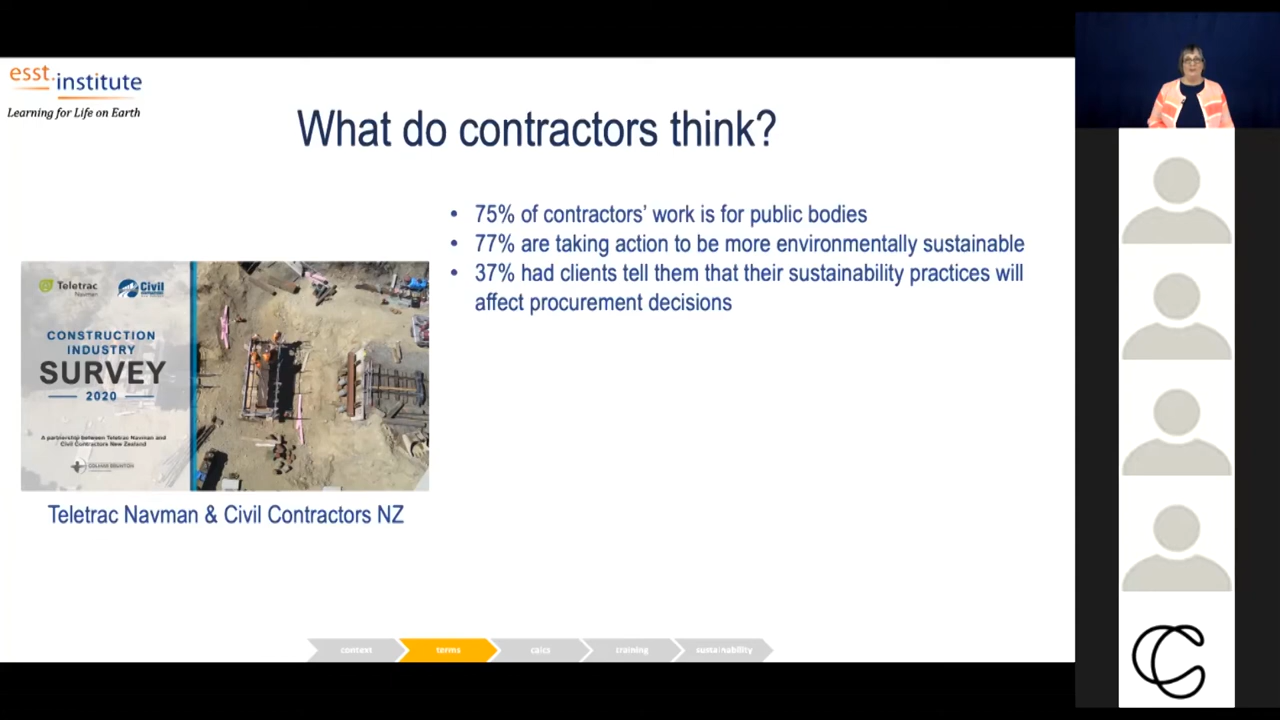 esst.institute
Learning for Life on Earth
What do contractors think?
• 75% of contractors' work is for public bodies
• 77% are taking action to be more environmentally sustainable
• 37% had clients tell them that their sustainability practices will
affect procurement decisions
Teletrac
Navman
Civil
CONSTRUCTION
INDUSTRY
SURVEY
2020
A partnership between Teletrac Navman and
Civil Contractors New Zealand
COLMAR BRUNTON
Teletrac Navman & Civil Contractors NZ
context
terms
caics
training
sustainability